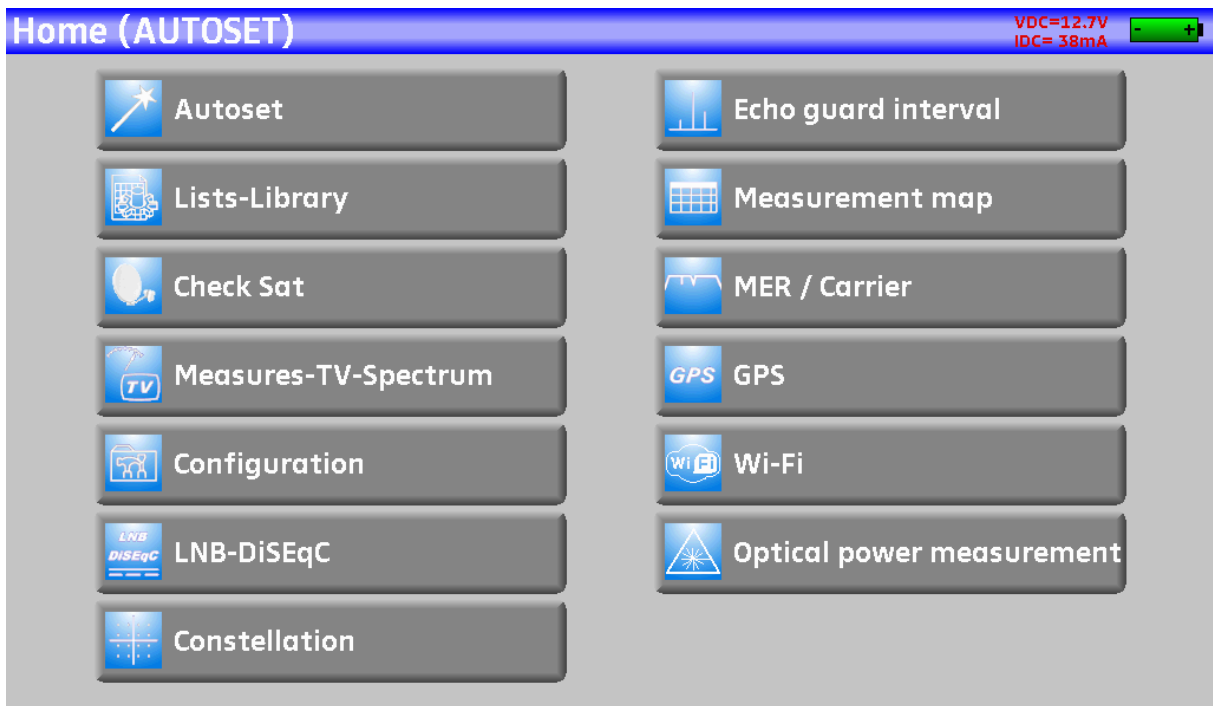 Home (AUTOSET)
VDC=12.7V
IDC= 38mA
- +
Autoset
Lists-Library
Check Sat
TV
Measures-TV-Spectrum
Configuration
LNB
DiSEqC
LNB-DiSEqC
Constellation
Echo guard interval
Measurement map
MER / Carrier
GPS GPS
Wi Fi Wi-Fi
Optical power measurement